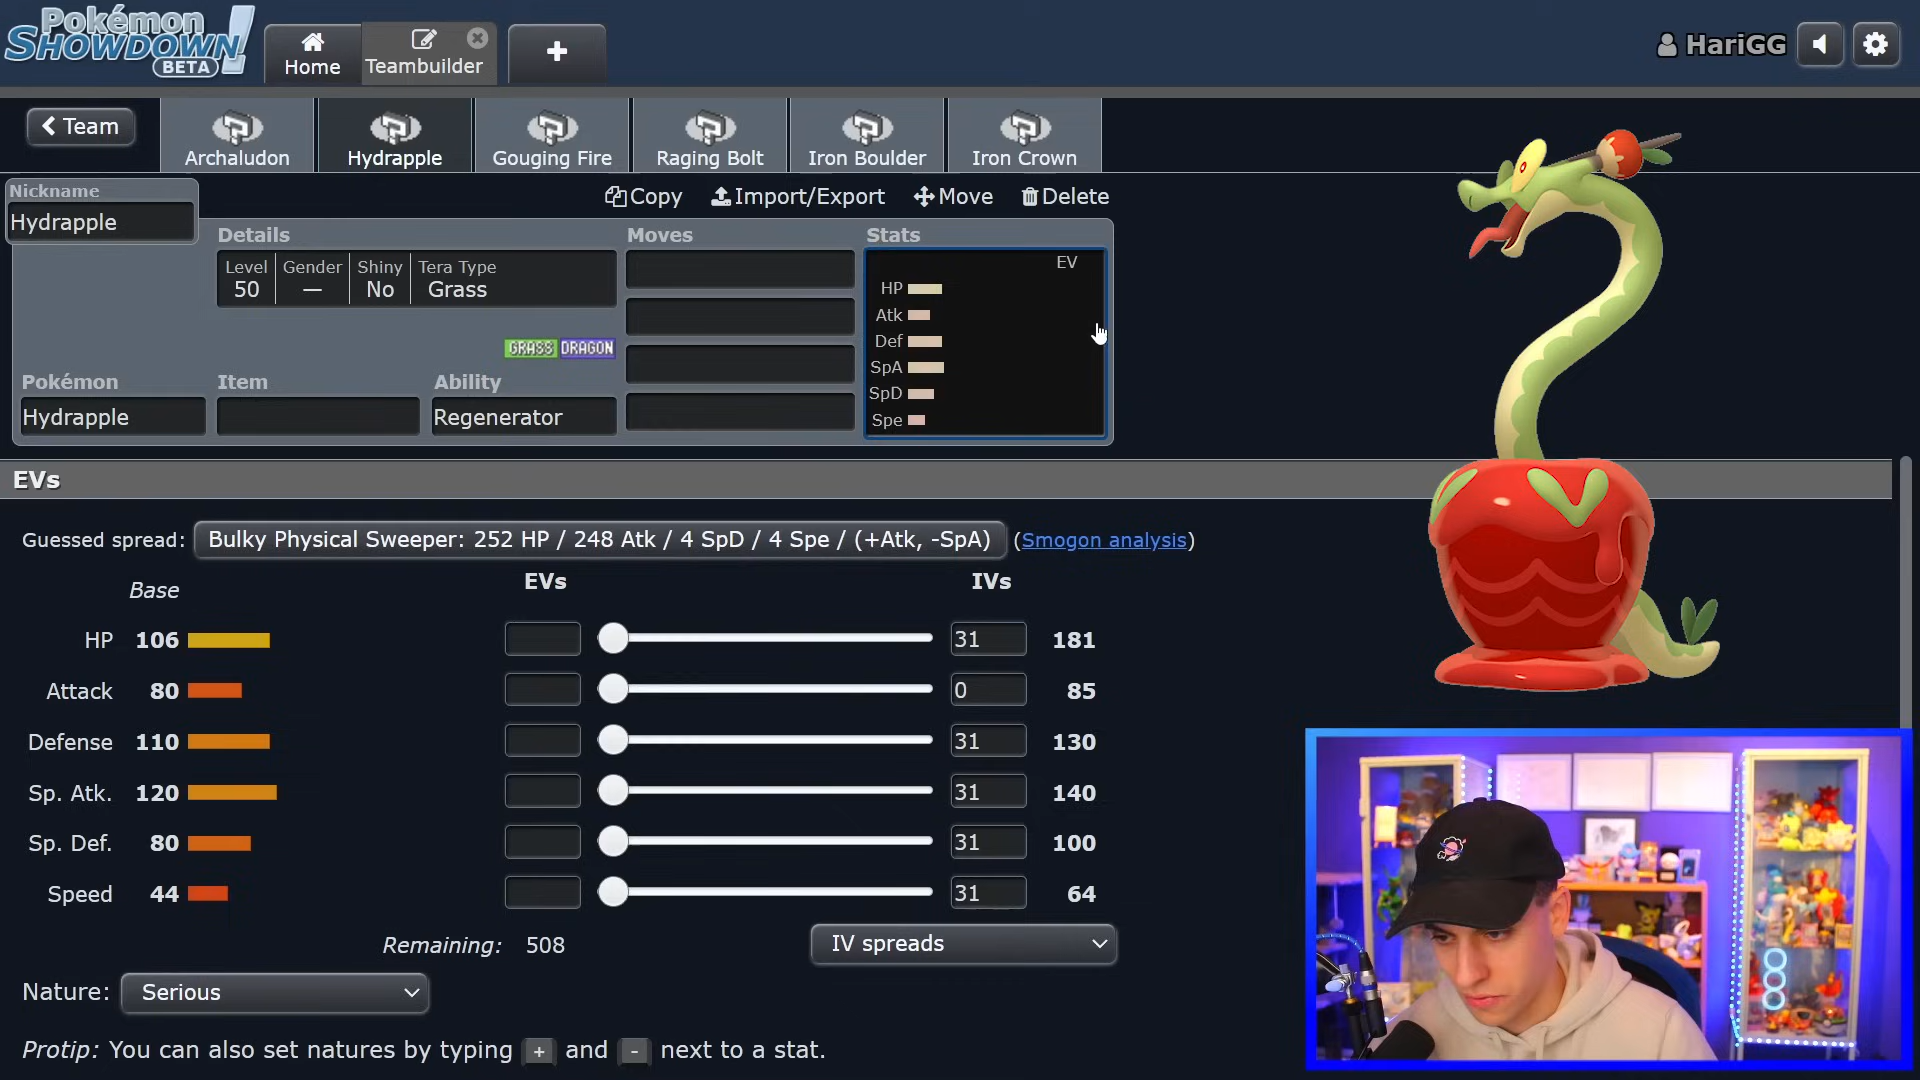 Pokémon
SHOWDOWN!
BETA
Home
Teambuilder
+
HariGG
Team
Archaludon
Hydrapple
Gouging Fire
Raging Bolt
Iron Boulder
Iron Crown
Nickname
Hydrapple
Copy
Import/Export
Move
Delete
Details
Moves
Stats
Level
Gender
Shiny
Tera Type
50
—
No
Grass
EV
HP
Atk
Def
SpA
SpD
Spe
GRASS DRAGON
Pokémon
Item
Ability
Hydrapple
Regenerator
EVs
Guessed spread: Bulky Physical Sweeper: 252 HP / 248 Atk / 4 SpD / 4 Spe / (+Atk, -SpA) (Smogon analysis)
Base EVs IVs
HP 106 31 181
Attack 80 0 85
Defense 110 31 130
Sp. Atk. 120 31 140
Sp. Def. 80 31 100
Speed 44 31 64
Remaining: 508
IV spreads
Nature: Serious
Protip: You can also set natures by typing + and - next to a stat.